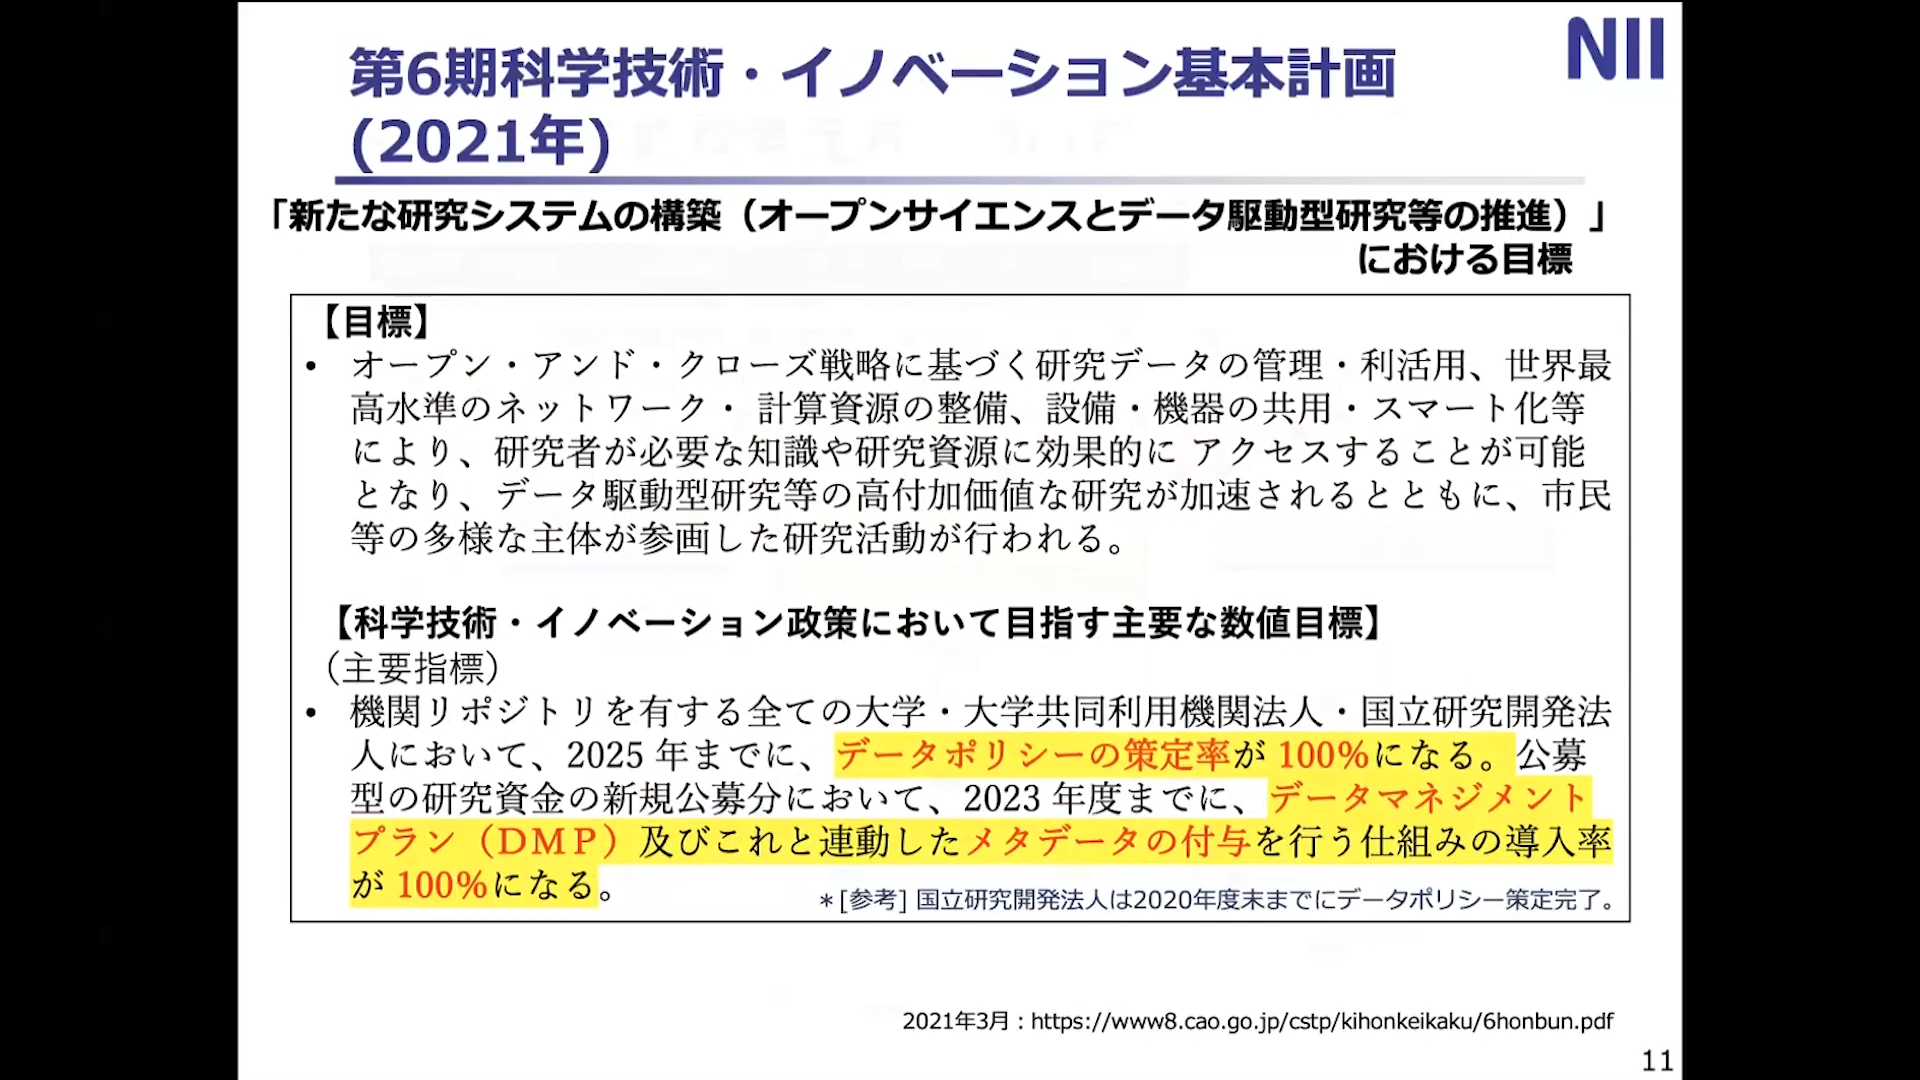 NII
第6期科学技術・イノベーション基本計画
(2021年)
「新たな研究システムの構築（オープンサイエンスとデータ駆動型研究等の推進）」
における目標
【目標】
• オープン・アンド・クローズ戦略に基づく研究データの管理・利活用、世界最
高水準のネットワーク・ 計算資源の整備、設備・機器の共用・スマート化等
により、研究者が必要な知識や研究資源に効果的に アクセスすることが可能
となり、データ駆動型研究等の高付加価値な研究が加速されるとともに、市民
等の多様な主体が参画した研究活動が行われる。
【科学技術・イノベーション政策において目指す主要な数値目標】
（主要指標）
• 機関リポジトリを有する全ての大学・大学共同利用機関法人・国立研究開発法
人において、2025 年までに、データポリシーの策定率が 100%になる。公募
型の研究資金の新規公募分において、2023 年度までに、データマネジメント
プラン（ＤＭＰ）及びこれと連動したメタデータの付与を行う仕組みの導入率
が 100%になる。
＊[参考] 国立研究開発法人は2020年度末までにデータポリシー策定完了。
2021年3月：https://www8.cao.go.jp/cstp/kihonkeikaku/6honbun.pdf
11